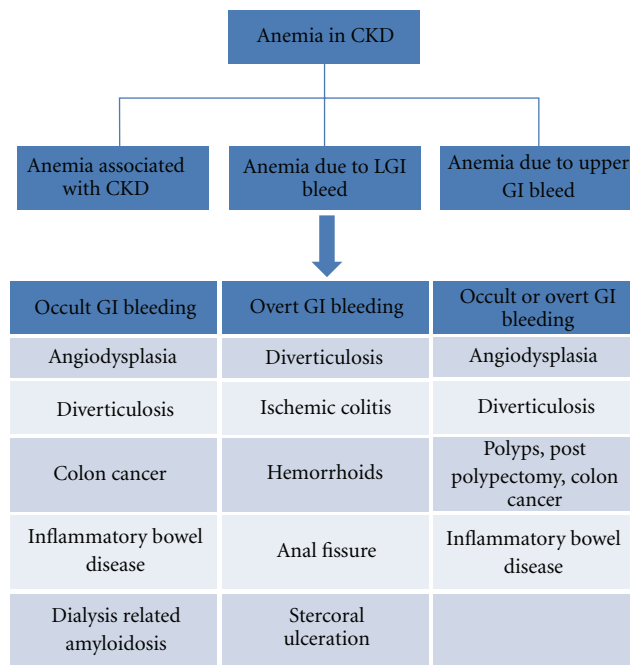 Anemia in CKD
Anemia associated
with CKD
Anemia due to LGI
bleed
Anemia due to upper
GI bleed
Occult GI bleeding
Overt GI bleeding
Occult or overt GI
bleeding
Angiodysplasia
Diverticulosis
Angiodysplasia
Diverticulosis
Ischemic colitis
Diverticulosis
Colon cancer
Hemorrhoids
Polyps, post
polypectomy, colon
cancer
Inflammatory bowel
disease
Anal fissure
Inflammatory bowel
disease
Dialysis related
amyloidosis
Stercoral
ulceration